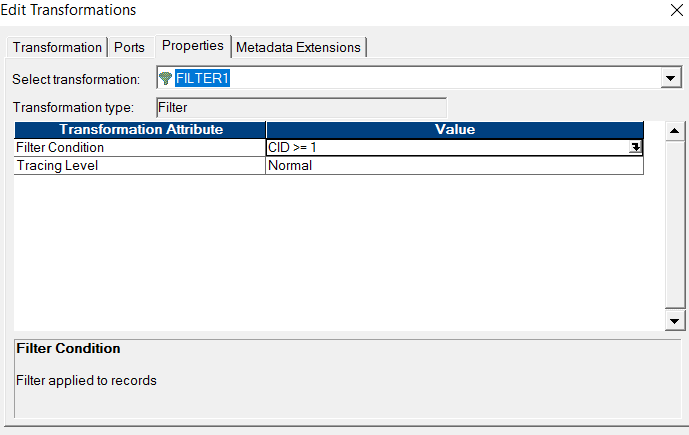 Edit Transformations
Transformation Ports Properties Metadata Extensions
Select transformation: FILTER1
Transformation type: Filter
Transformation Attribute Value
Filter Condition CID >= 1
Tracing Level Normal
Filter Condition
Filter applied to records